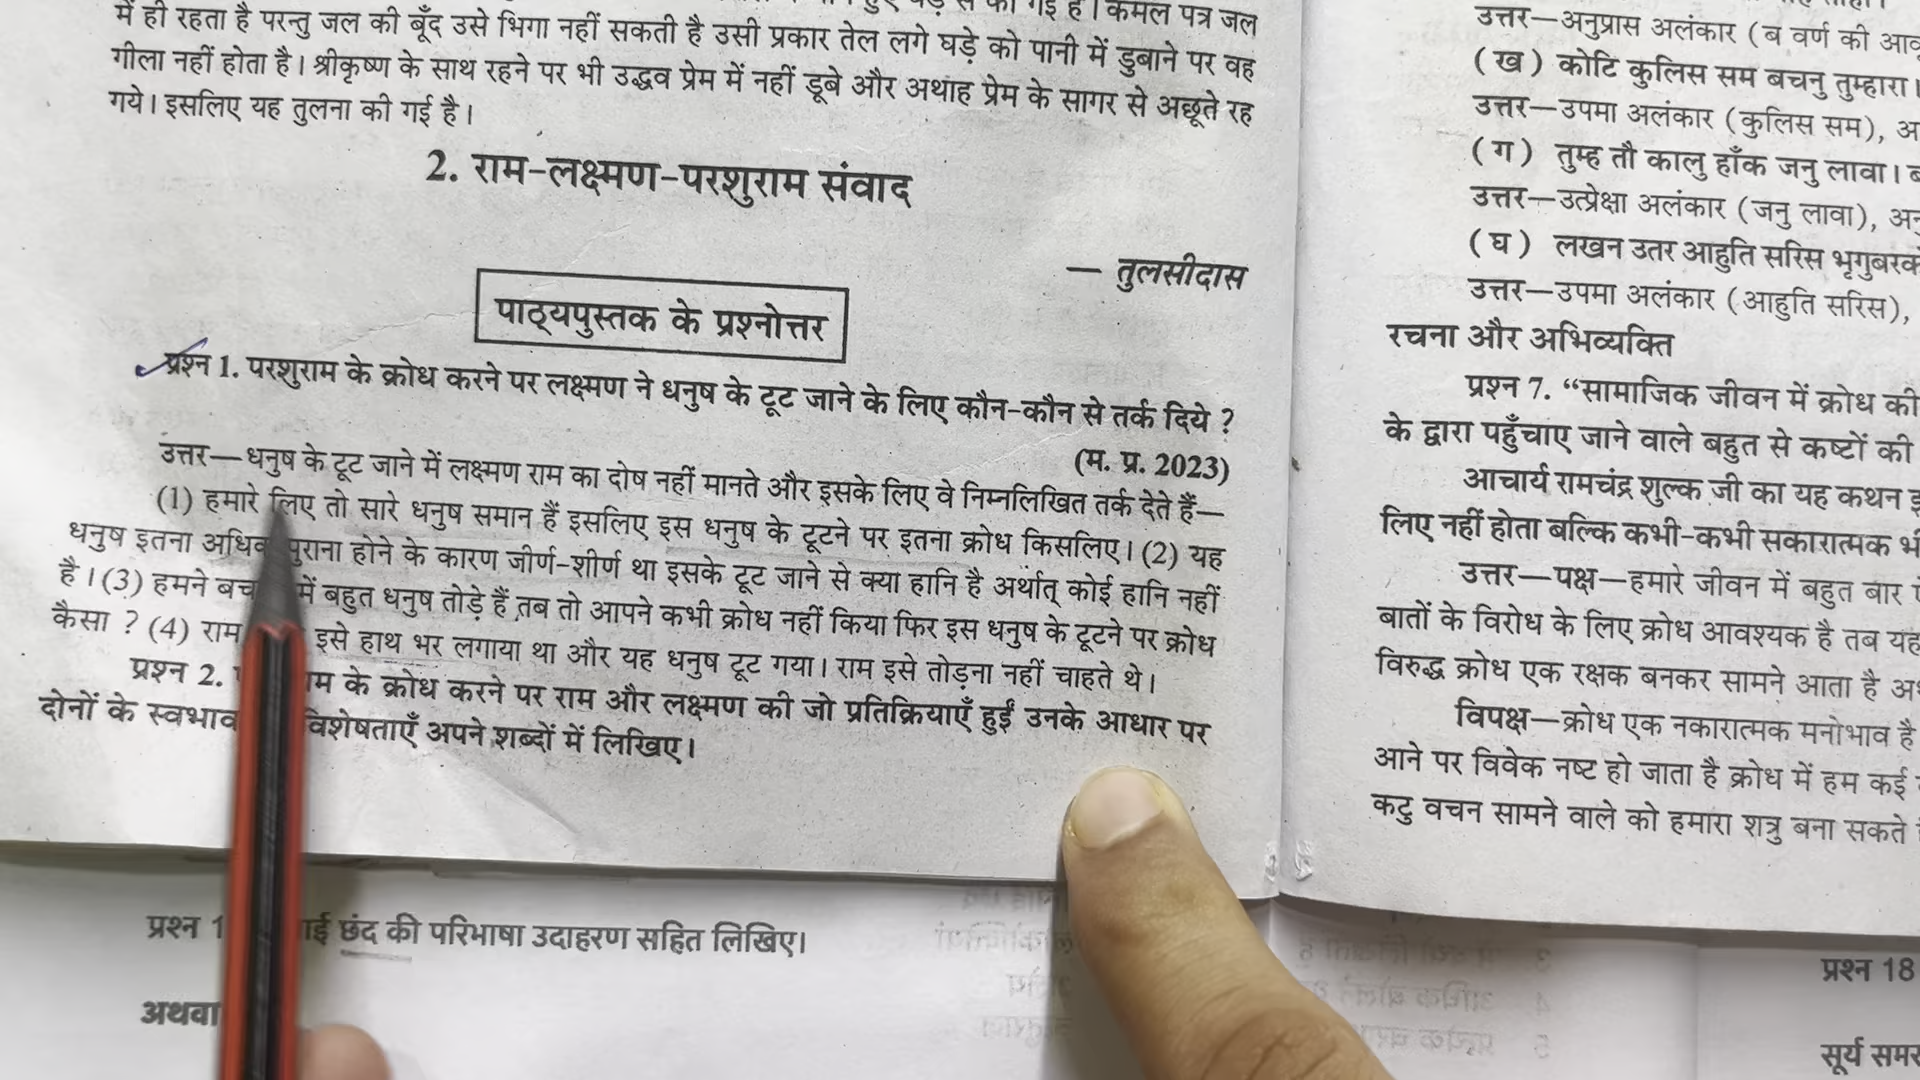 में ही रहता है परन्तु जल की बूँद उसे भिगा नहीं सकती है उसी प्रकार तेल लगे घड़े को पानी में डुबाने पर वह
गीला नहीं होता है। श्रीकृष्ण के साथ रहने पर भी उद्धव प्रेम में नहीं डूबे और अथाह प्रेम के सागर से अछूते रह
गये। इसलिए यह तुलना की गई है।
2. राम-लक्ष्मण-परशुराम संवाद
— तुलसीदास
पाठ्यपुस्तक के प्रश्नोत्तर
प्रश्न 1. परशुराम के क्रोध करने पर लक्ष्मण ने धनुष के टूट जाने के लिए कौन-कौन से तर्क दिये ?
(म. प्र. 2023)
उत्तर—धनुष के टूट जाने में लक्ष्मण राम का दोष नहीं मानते और इसके लिए वे निम्नलिखित तर्क देते हैं—
(1) हमारे लिए तो सारे धनुष समान हैं इसलिए इस धनुष के टूटने पर इतना क्रोध किसलिए। (2) यह
धनुष इतना अधिक पुराना होने के कारण जीर्ण-शीर्ण था इसके टूट जाने से क्या हानि है अर्थात् कोई हानि नहीं
है। (3) हमने बच में बहुत धनुष तोड़े हैं तब तो आपने कभी क्रोध नहीं किया फिर इस धनुष के टूटने पर क्रोध
कैसा ? (4) राम इसे हाथ भर लगाया था और यह धनुष टूट गया। राम इसे तोड़ना नहीं चाहते थे।
प्रश्न 2. के क्रोध करने पर राम और लक्ष्मण की जो प्रतिक्रियाएँ हुईं उनके आधार पर
दोनों के स्वभाव विशेषताएँ अपने शब्दों में लिखिए।
प्रश्न 1 छंद की परिभाषा उदाहरण सहित लिखिए।
अथवा
उत्तर—अनुप्रास अलंकार (ब वर्ण की
(ख) कोटि कुलिस सम बचनु तुम्हारा।
उत्तर—उपमा अलंकार (कुलिस सम),
(ग) तुम्ह तौ कालु हाँक जनु लावा।
उत्तर—उत्प्रेक्षा अलंकार (जनु लावा),
(घ) लखन उतर आहुति सरिस
उत्तर—उपमा अलंकार (आहुति सरिस),
रचना और अभिव्यक्ति
प्रश्न 7. “सामाजिक जीवन में क्रोध की
के द्वारा पहुँचाए जाने वाले बहुत से कष्टों की
आचार्य रामचंद्र शुल्क जी का यह कथन
लिए नहीं होता बल्कि कभी-कभी सकारात्मक
उत्तर—पक्ष—हमारे जीवन में बहुत बार
बातों के विरोध के लिए क्रोध आवश्यक है तब यह
विरुद्ध क्रोध एक रक्षक बनकर सामने आता है
विपक्ष—क्रोध एक नकारात्मक मनोभाव है
आने पर विवेक नष्ट हो जाता है क्रोध में हम कई
कटु वचन सामने वाले को हमारा शत्रु बना सकते
प्रश्न 18
सूर्य